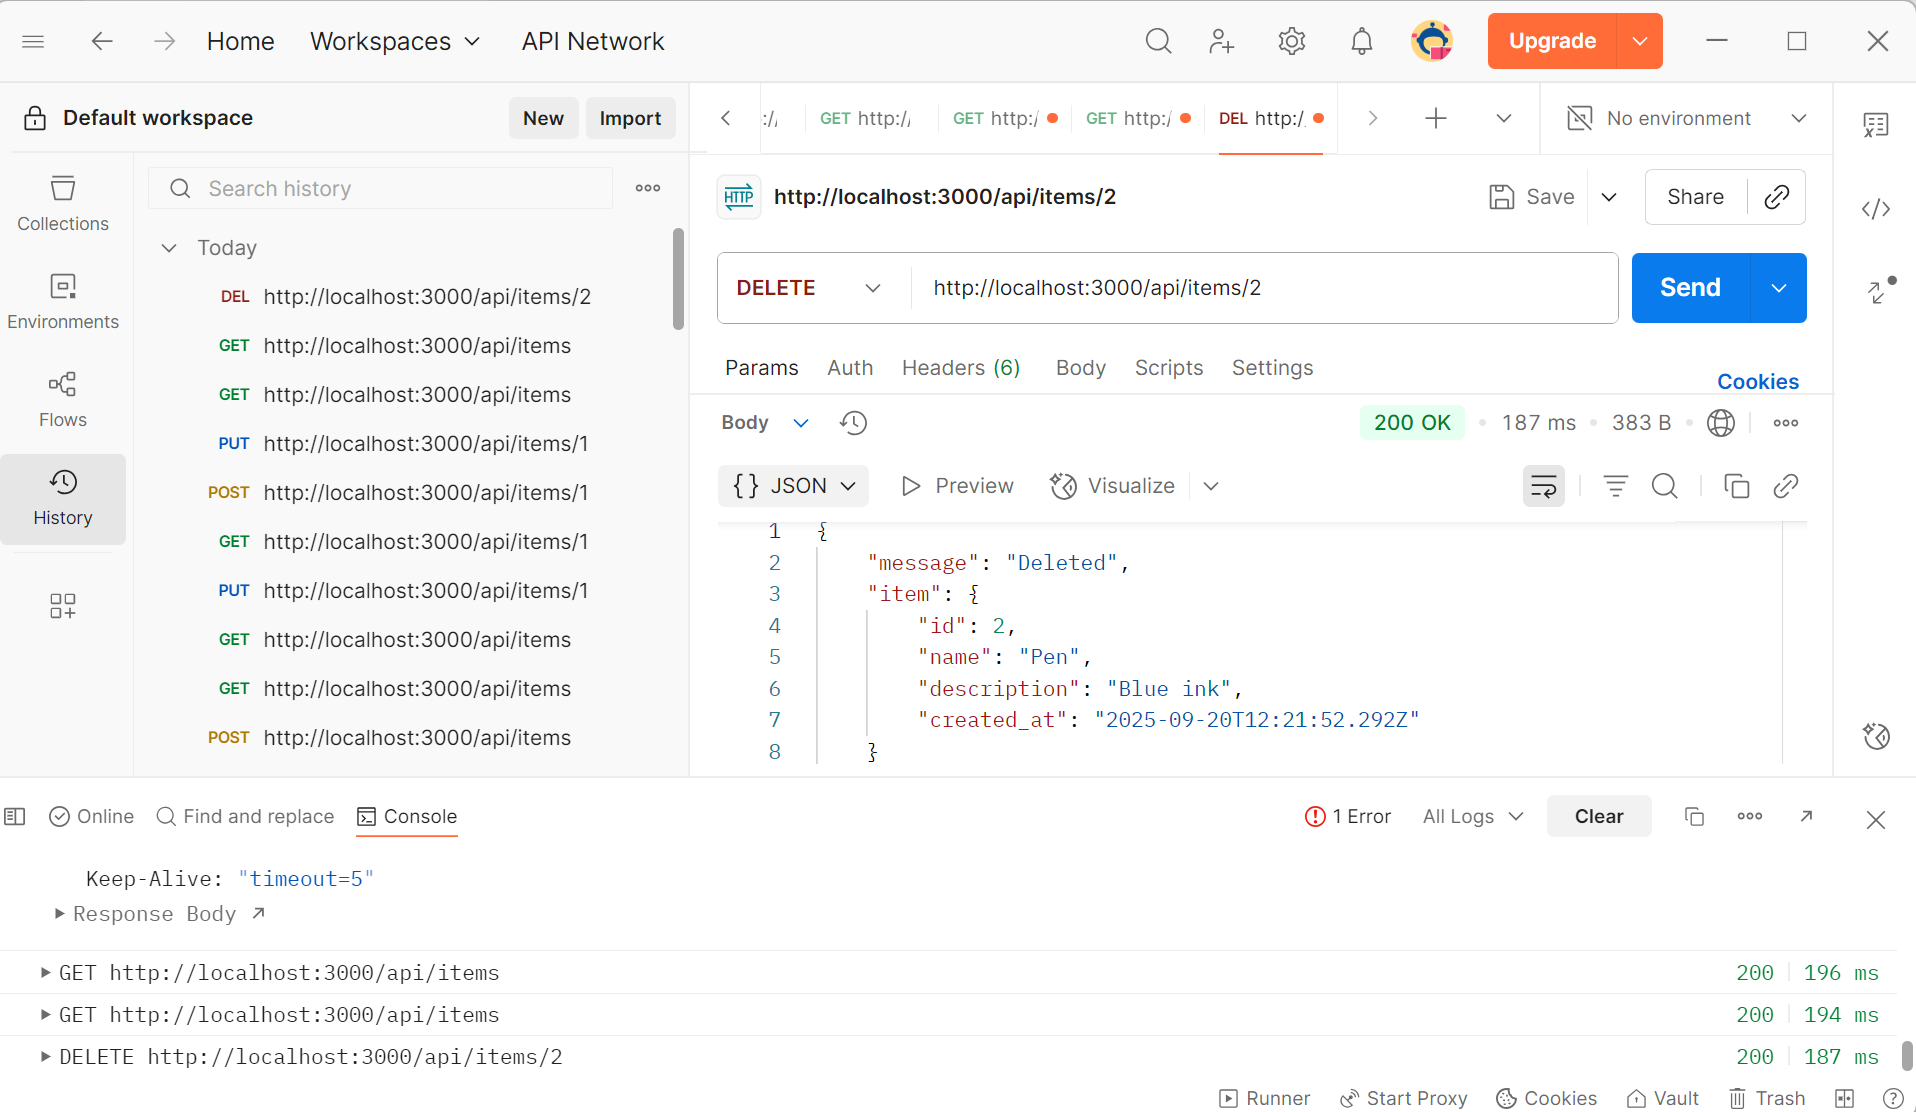 Home Workspaces API Network Upgrade
Default workspace New Import
:// GET http:/ GET http:/ GET http:/ DEL http:/. No environment
Search history
Collections
Environments
Flows
History
Today
DEL http://localhost:3000/api/items/2
GET http://localhost:3000/api/items
GET http://localhost:3000/api/items
PUT http://localhost:3000/api/items/1
POST http://localhost:3000/api/items/1
GET http://localhost:3000/api/items/1
PUT http://localhost:3000/api/items/1
GET http://localhost:3000/api/items
GET http://localhost:3000/api/items
POST http://localhost:3000/api/items
HTTP http://localhost:3000/api/items/2 Save Share
DELETE http://localhost:3000/api/items/2 Send
Params Auth Headers (6) Body Scripts Settings Cookies
Body 200 OK • 187 ms • 383 B •
{} JSON Preview Visualize
1 {
2 "message": "Deleted",
3 "item": {
4 "id": 2,
5 "name": "Pen",
6 "description": "Blue ink",
7 "created_at": "2025-09-20T12:21:52.292Z"
8 }
Online Find and replace Console 1 Error All Logs Clear
Keep-Alive: "timeout=5"
Response Body
GET http://localhost:3000/api/items 200 196 ms
GET http://localhost:3000/api/items 200 194 ms
DELETE http://localhost:3000/api/items/2 200 187 ms
Runner Start Proxy Cookies Vault Trash